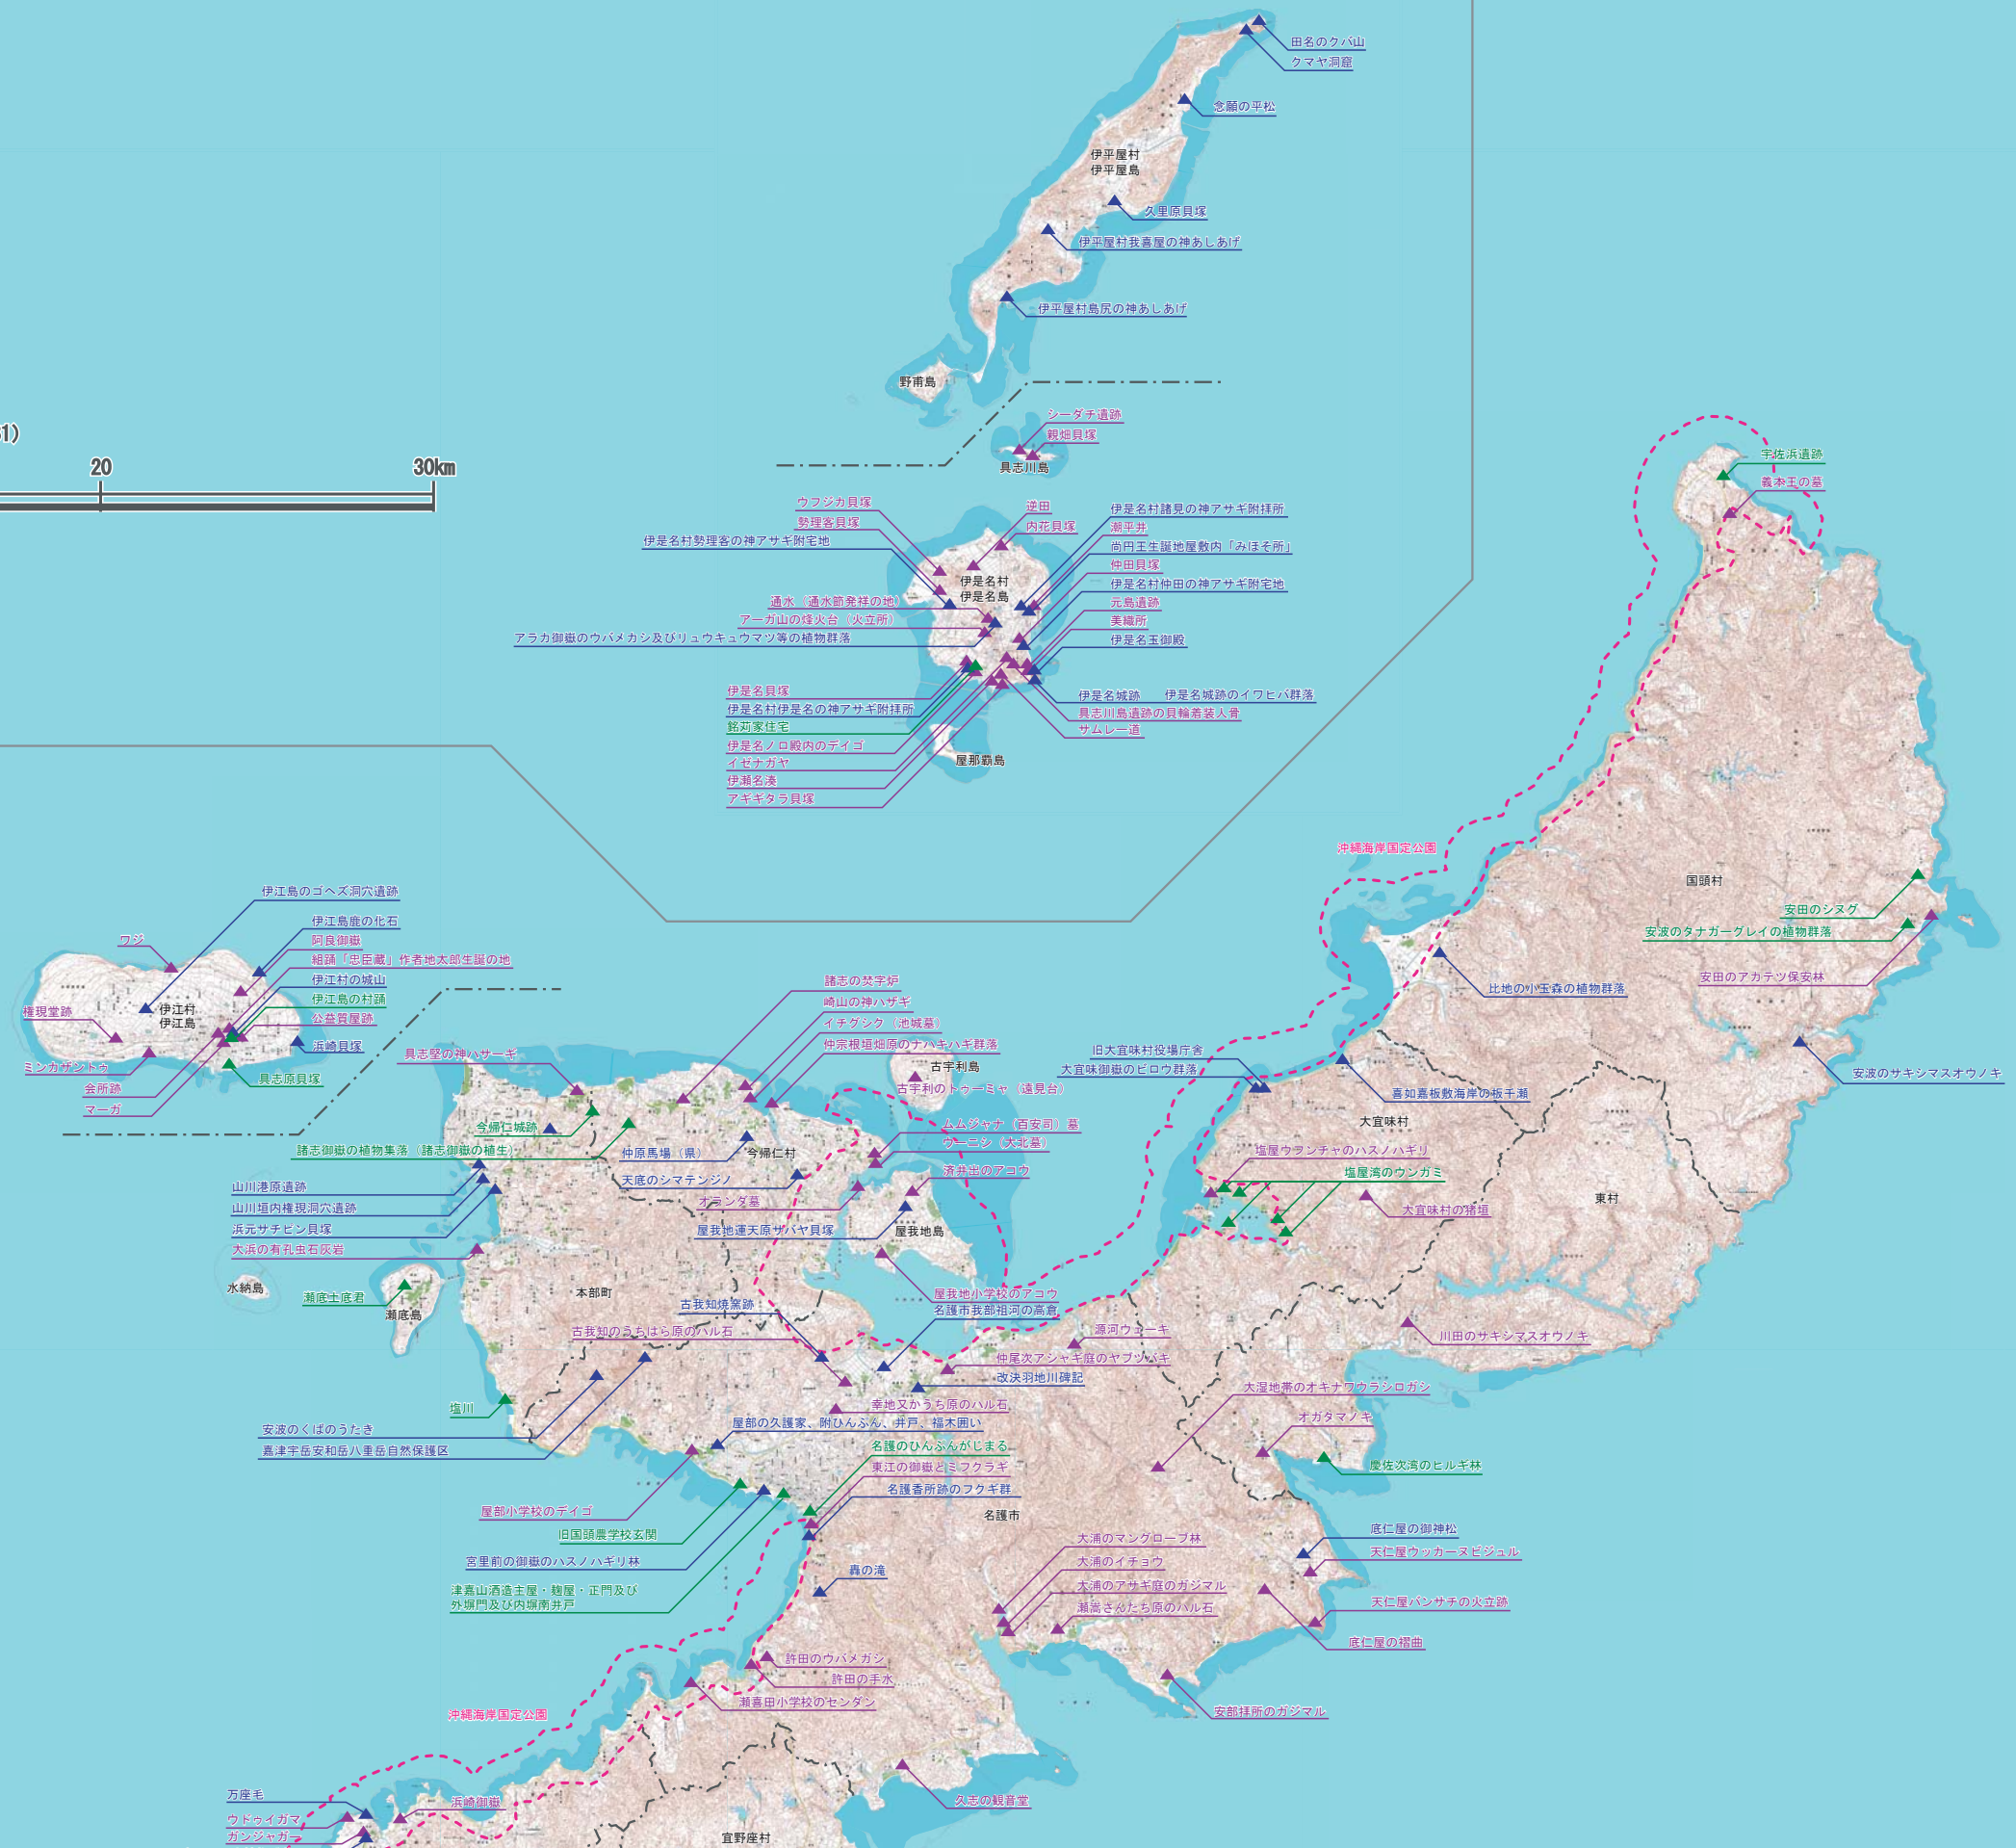 田名のクバ山
クマヤ洞窟
念願の平松
伊平屋村
伊平屋島
久里原貝塚
伊平屋村我喜屋の神あしあげ
伊平屋村島尻の神あしあげ
野甫島
シーダチ遺跡
親畑貝塚
具志川島
20
30km
宇佐浜遺跡
義本王の墓
ウフジカ貝塚
勢理客貝塚
伊是名村勢理客の神アサギ附宅地
逆田
内花貝塚
伊是名村諸見の神アサギ附拝所
潮平井
尚円王生誕地屋敷内「みほそ所」
仲田貝塚
伊是名村仲田の神アサギ附宅地
元島遺跡
美織所
伊是名玉御殿
伊是名村
伊是名島
通水（通水節発祥の地）
アーガ山の烽火台（火立所）
アラカ御嶽のウバメカシ及びリュウキュウマツ等の植物群落
伊是名貝塚
伊是名村伊是名の神アサギ附拝所
銘苅家住宅
伊是名ノロ殿内のデイゴ
イゼナガヤ
伊瀬名湊
アギギタラ貝塚
伊是名城跡
伊是名城跡のイワヒバ群落
具志川島遺跡の貝輪着装人骨
サムレー道
屋那覇島
沖縄海岸国定公園
国頭村
安田のシヌグ
安波のタナガーグレイの植物群落
安田のアカテツ保安林
比地の小玉森の植物群落
安波のサキシマスオウノキ
伊江島のゴヘズ洞穴遺跡
伊江島鹿の化石
ワジ
阿良御嶽
組踊「忠臣蔵」作者地太郎生誕の地
伊江村の城山
伊江島の村踊
公益質屋跡
権現堂跡
伊江村
伊江島
浜崎貝塚
ミンカザントゥ
会所跡
マーガ
具志原貝塚
諸志の焚字炉
崎山の神ハザギ
イチグシク（池城墓）
仲宗根垣畑原のナハキハギ群落
具志堅の神ハサーギ
古宇利島
古宇利のトゥーミャ（遠見台）
旧大宜味村役場庁舎
大宜味御嶽のビロウ群落
喜如嘉板敷海岸の板干瀬
大宜味村
今帰仁城跡
諸志御嶽の植物集落（諸志御嶽の植生）
仲原馬場（県）
今帰仁村
天底のシマテンジノ
オランダ墓
屋我地運天原サバヤ貝塚
ムムジャナ（百按司）墓
ウーニシ（大北墓）
済井出のアコウ
屋我地島
塩屋ウフンチャのハスノハギリ
塩屋湾のウンガミ
大宜味村の猪垣
東村
山川港原遺跡
山川垣内権現洞穴遺跡
浜元サチピン貝塚
大浜の有孔虫石灰岩
水納島
瀬底土底君
瀬底島
本部町
古我知焼窯跡
古我知のうちはら原のハル石
屋我地小学校のアコウ
名護市我部祖河の高倉
源河ウェーキ
仲尾次アシャギ庭のヤブツバキ
改決羽地川碑記
川田のサキシマスオウノキ
塩川
安波のくばのうたき
嘉津宇岳安和岳八重岳自然保護区
幸地又かうち原のハル石
屋部の久護家、附ひんぷん、井戸、福木囲い
名護のひんぷんがじまる
東江の御嶽とミフクラギ
名護番所跡のフクギ群
大湿地帯のオキナワウラシロガシ
オガタマノキ
慶佐次湾のヒルギ林
屋部小学校のデイゴ
旧国頭農学校玄関
宮里前の御嶽のハスノハギリ林
津嘉山酒造主屋・麹屋・正門及び
外塀門及び内塀南井戸
名護市
轟の滝
大浦のマングローブ林
大浦のイチョウ
大浦のアサギ庭のガジマル
瀬嵩さんたち原のハル石
底仁屋の御神松
天仁屋ウッカーヌビジュル
天仁屋バンサチの火立跡
底仁屋の褶曲
許田のウバメガシ
許田の手水
瀬喜田小学校のセンダン
安部拝所のガジマル
沖縄海岸国定公園
久志の観音堂
万座毛
ウドゥイガマ
ガンジャガー
浜崎御嶽
宜野座村